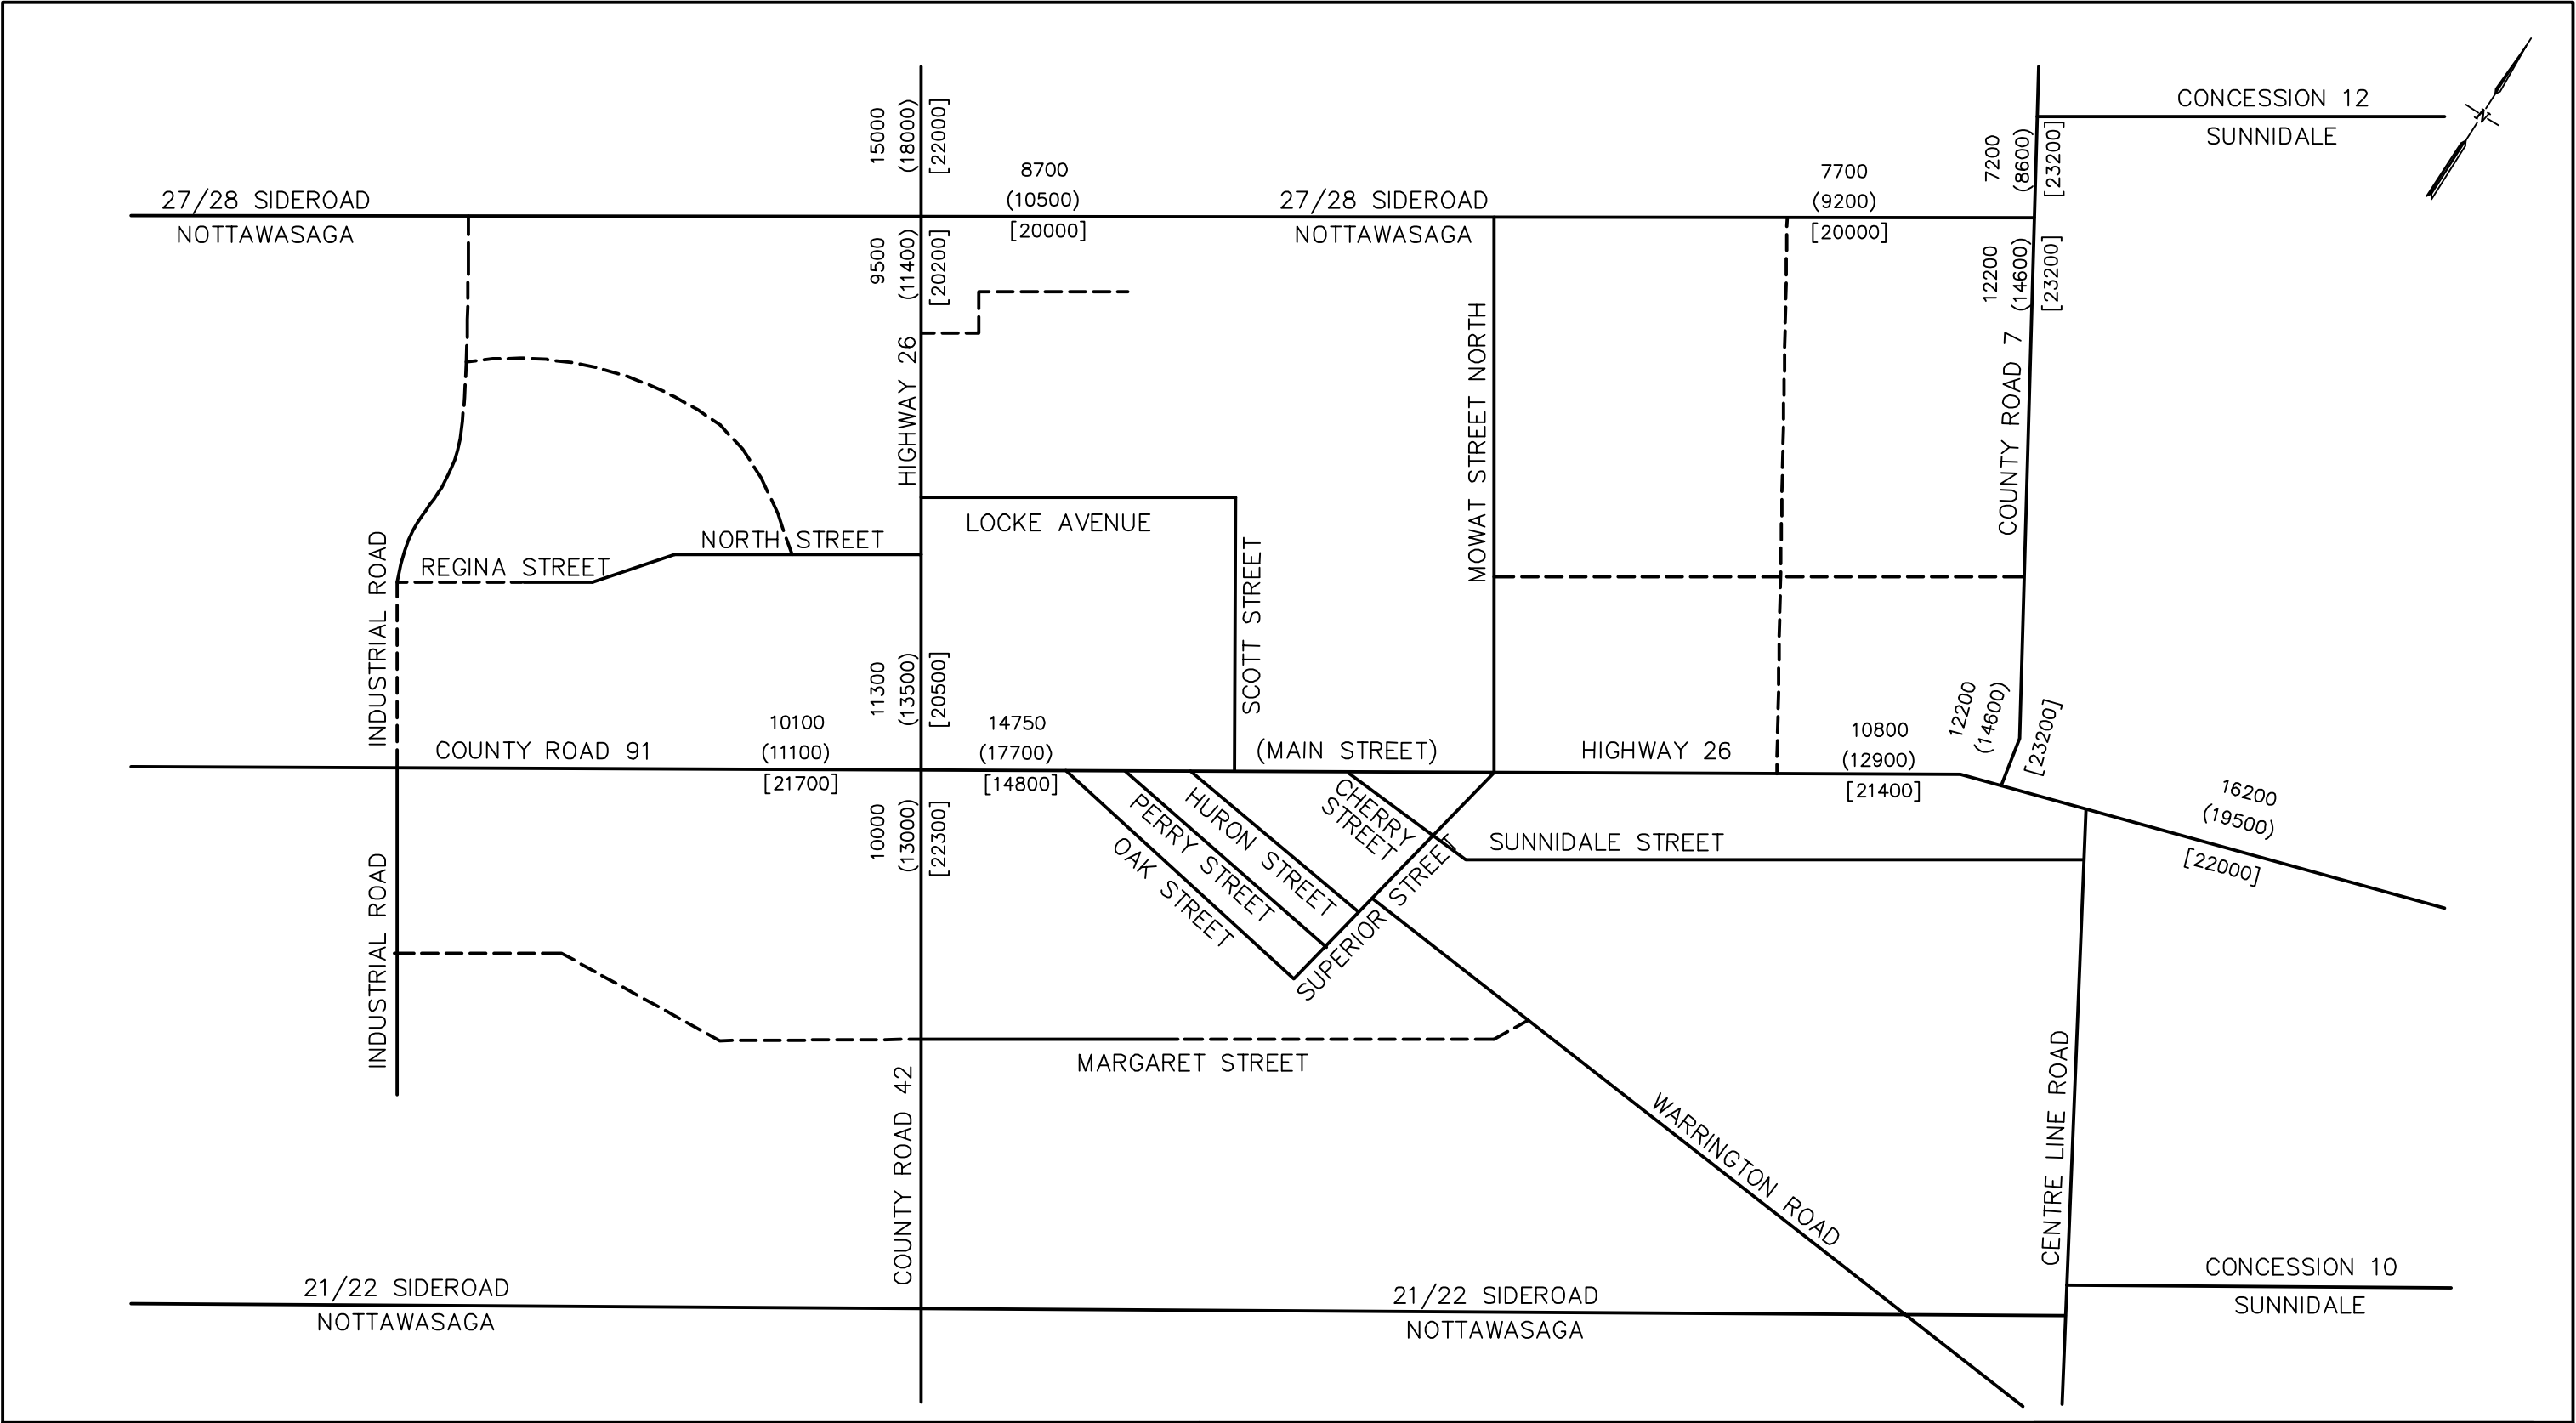 CONCESSION 12
SUNNIDALE
N
15000
(18000)
[22000]
7200
(8600)
[23200]
8700
(10500)
[20000]
7700
(9200)
[20000]
27/28 SIDEROAD
NOTTAWASAGA
27/28 SIDEROAD
NOTTAWASAGA
9500
(11400)
[20200]
12200
(14600)
[23200]
HIGHWAY 26
MOWAT STREET NORTH
COUNTY ROAD 7
LOCKE AVENUE
NORTH STREET
REGINA STREET
INDUSTRIAL ROAD
SCOTT STREET
11300
(13500)
[20500]
10100
(11100)
[21700]
14750
(17700)
[14800]
COUNTY ROAD 91
(MAIN STREET)
HIGHWAY 26
10800
(12900)
[21400]
12200
(14600)
[23200]
16200
(19500)
[22000]
10000
(13000)
[22300]
CHERRY
STREET
HURON STREET
PERRY STREET
OAK STREET
SUPERIOR STREET
SUNNIDALE STREET
INDUSTRIAL ROAD
MARGARET STREET
COUNTY ROAD 42
WARRINGTON ROAD
CENTRE LINE ROAD
21/22 SIDEROAD
NOTTAWASAGA
21/22 SIDEROAD
NOTTAWASAGA
CONCESSION 10
SUNNIDALE